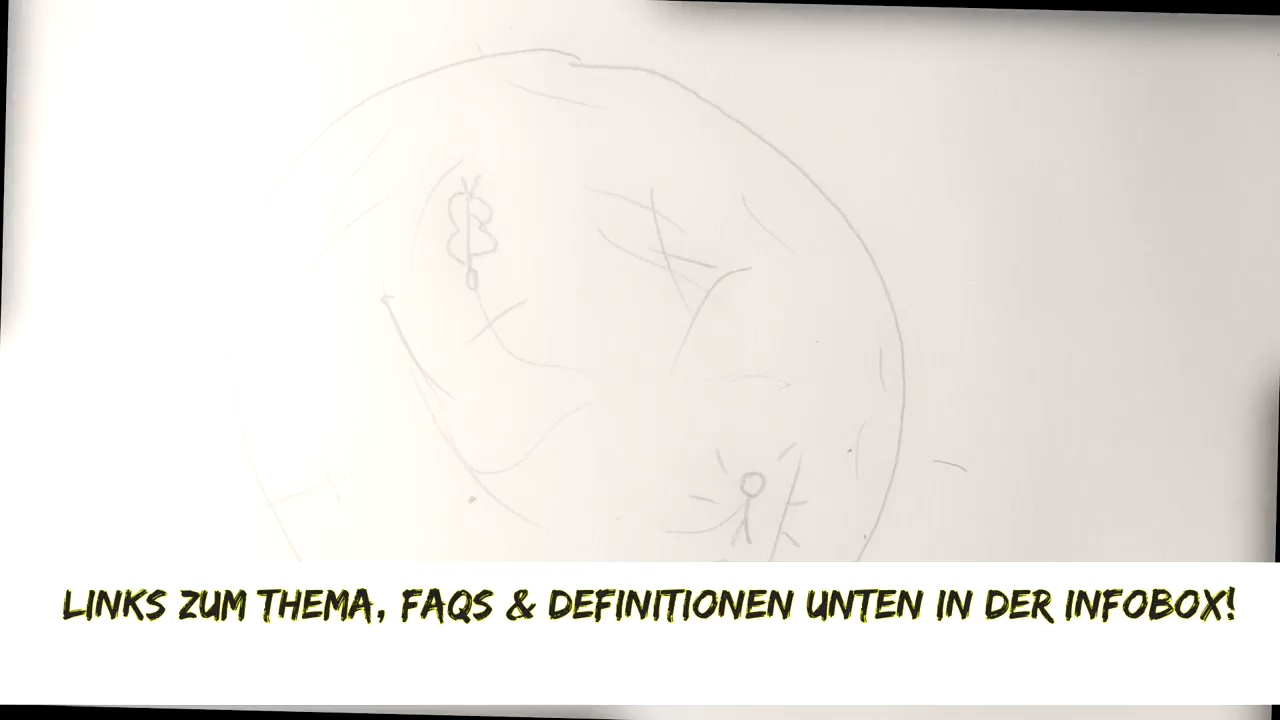 LINKS ZUM THEMA, FAQS & DEFINITIONEN UNTEN IN DER INFOBOX!